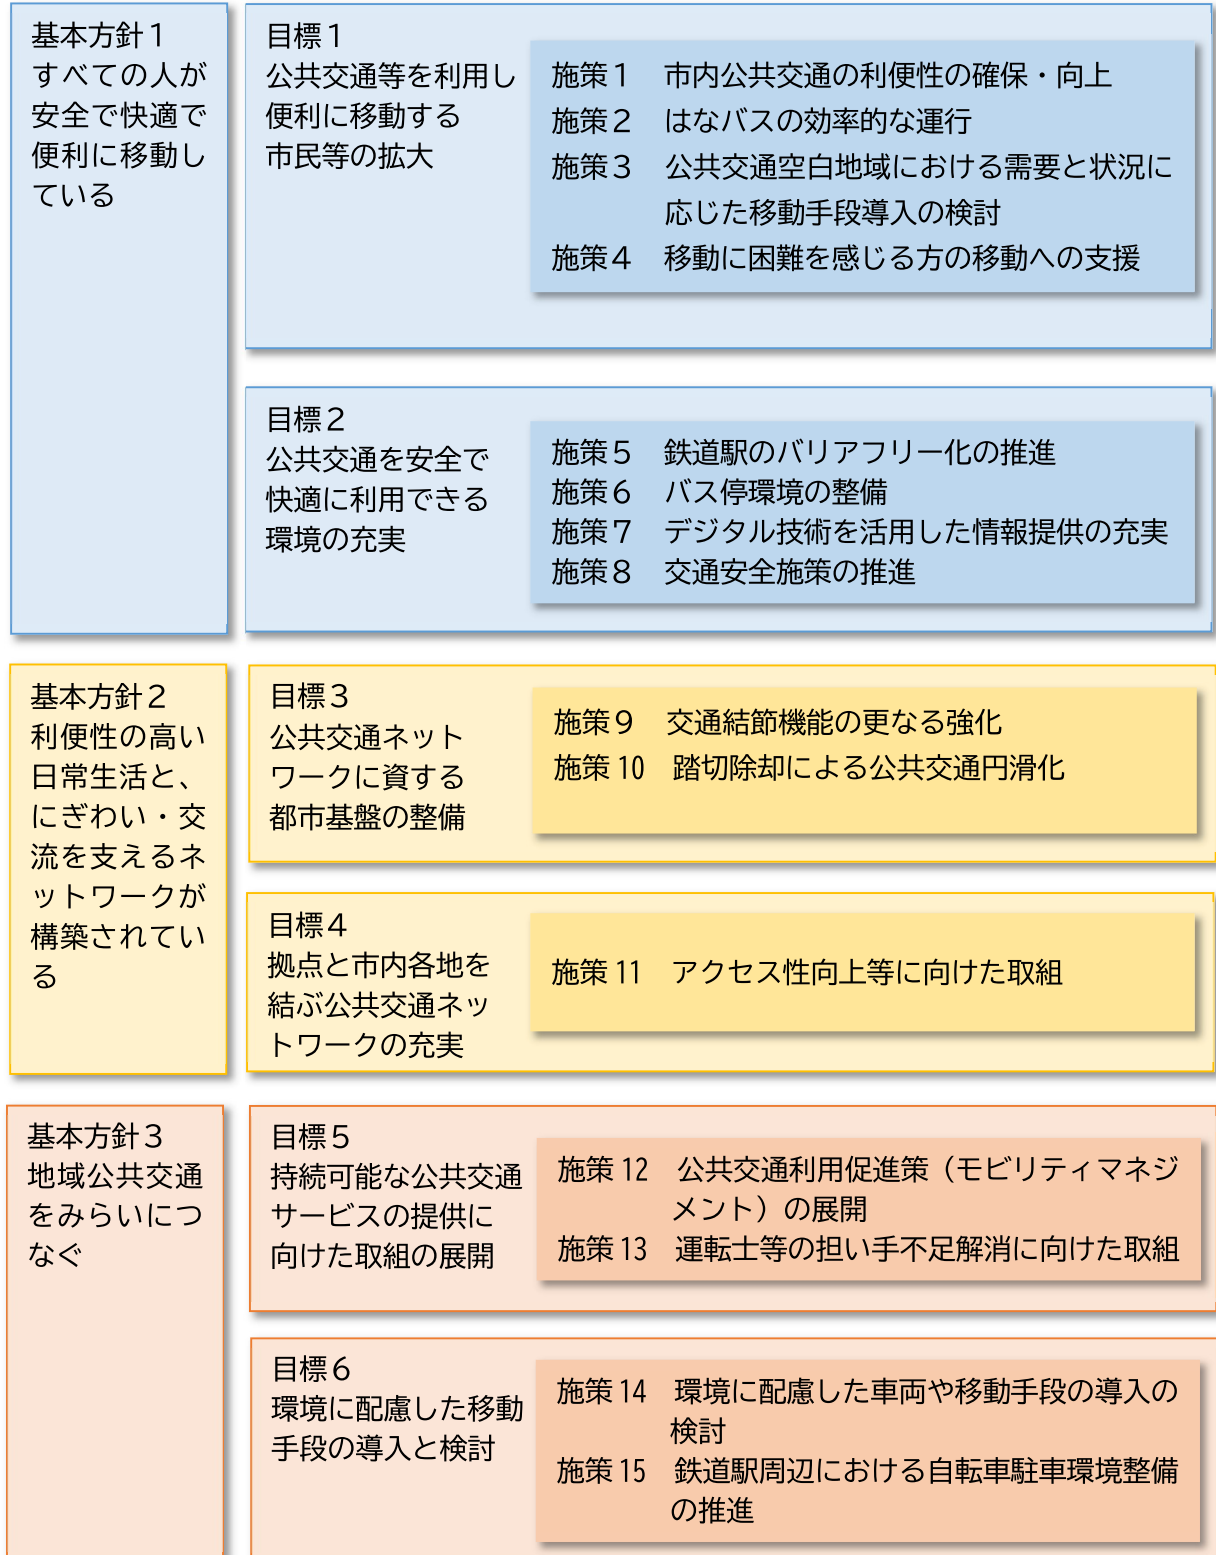 基本方針１
すべての人が
安全で快適で
便利に移動し
ている
目標１
公共交通等を利用し
便利に移動する
市民等の拡大
施策１　市内公共交通の利便性の確保・向上
施策２　はなバスの効率的な運行
施策３　公共交通空白地域における需要と状況に
応じた移動手段導入の検討
施策４　移動に困難を感じる方の移動への支援
目標２
公共交通を安全で
快適に利用できる
環境の充実
施策５　鉄道駅のバリアフリー化の推進
施策６　バス停環境の整備
施策７　デジタル技術を活用した情報提供の充実
施策８　交通安全施策の推進
基本方針２
利便性の高い
日常生活と、
にぎわい・交
流を支えるネ
ットワークが
構築されてい
る
目標３
公共交通ネット
ワークに資する
都市基盤の整備
施策９　交通結節機能の更なる強化
施策 10　踏切除却による公共交通円滑化
目標４
拠点と市内各地を
結ぶ公共交通ネッ
トワークの充実
施策 11　アクセス性向上等に向けた取組
基本方針３
地域公共交通
をみらいにつ
なぐ
目標５
持続可能な公共交通
サービスの提供に
向けた取組の展開
施策 12　公共交通利用促進策（モビリティマネジ
メント）の展開
施策 13　運転士等の担い手不足解消に向けた取組
目標６
環境に配慮した移動
手段の導入と検討
施策 14　環境に配慮した車両や移動手段の導入の
検討
施策 15　鉄道駅周辺における自転車駐車環境整備
の推進